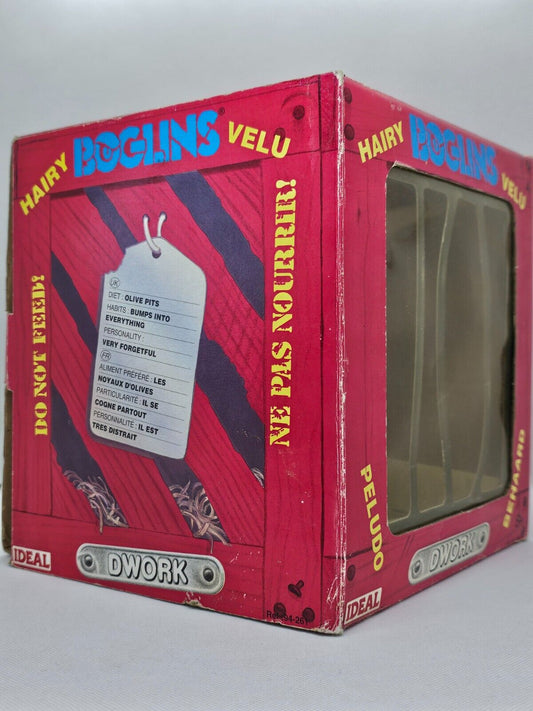 HAIRY BOGLINS VELU
DO NOT FEED!
UK
DIET : OLIVE PITS
HABITS : BUMPS INTO
EVERYTHING
PERSONALITY :
VERY FORGETFUL
FR
ALIMENT PRÉFÉRÉ : LES
NOYAUX D'OLIVES
PARTICULARITÉ : IL SE
COGNE PARTOUT
PERSONNALITÉ : IL EST
TRES DISTRAIT
NE PAS NOURRIR!
IDEAL
DWORK
HAIRY BOGLINS VELU
PELUDO
BEHAARD
DWORK
IDEAL